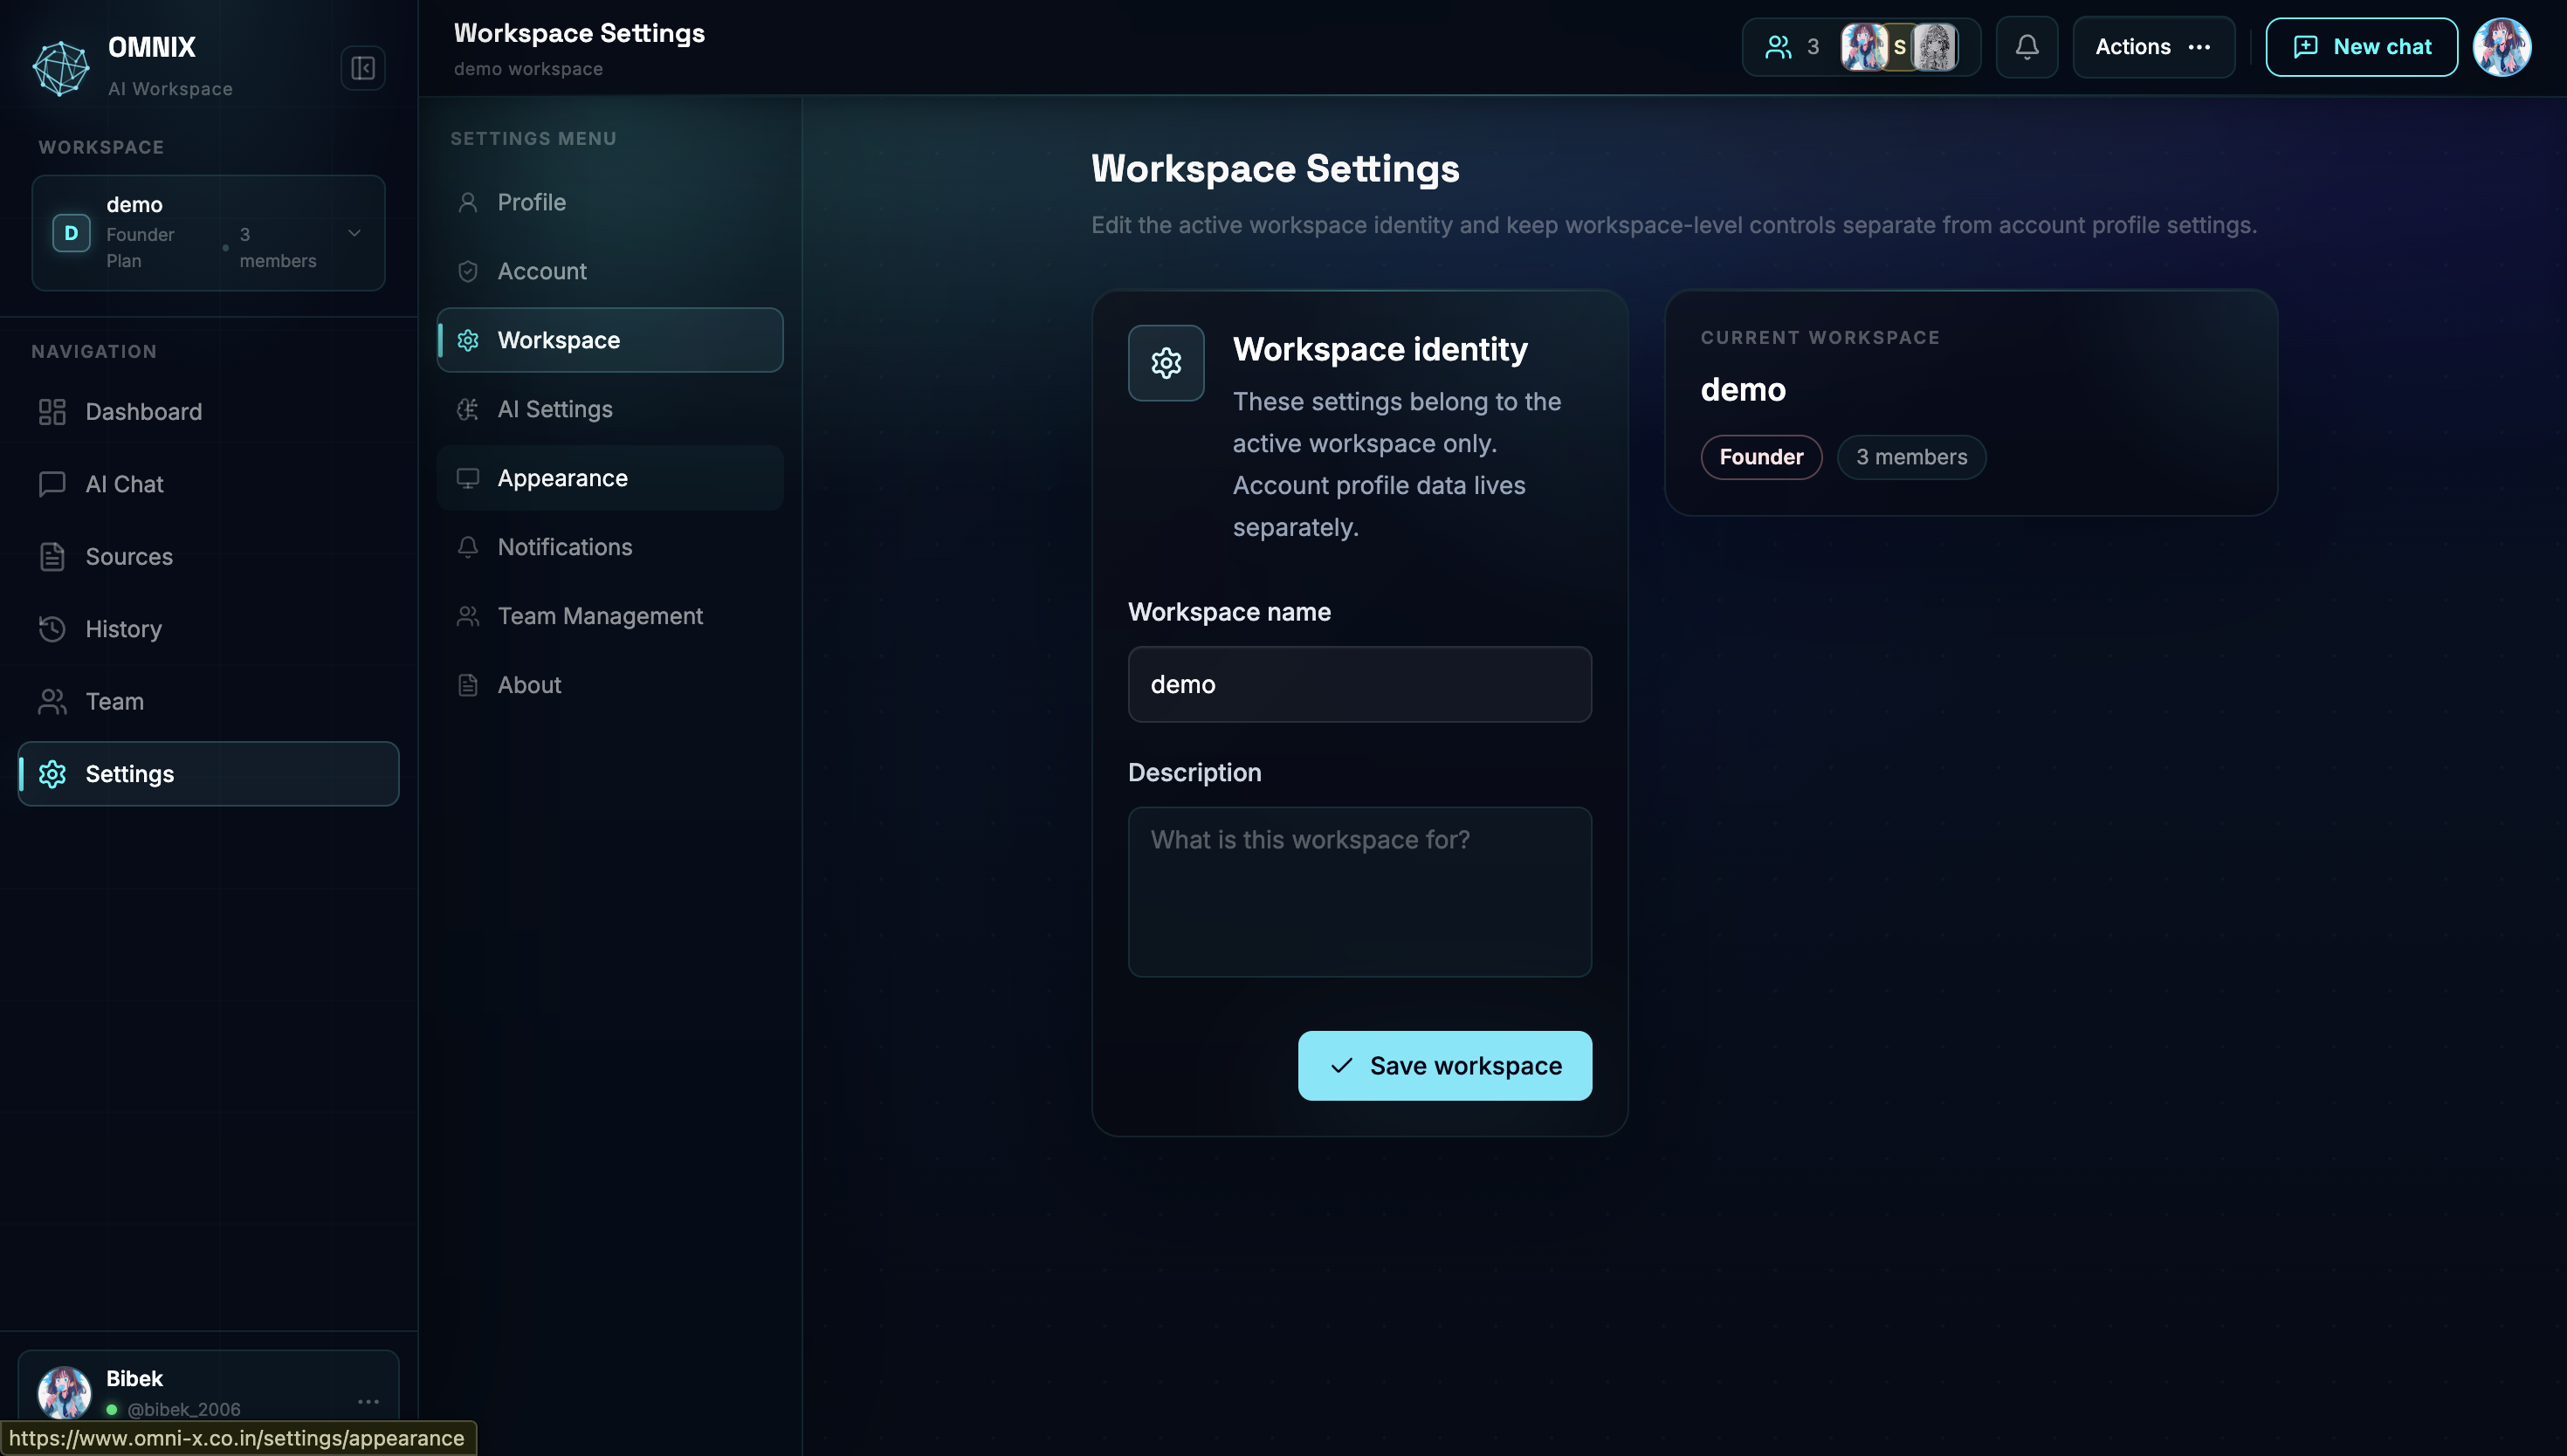 OMNIX
AI Workspace
WORKSPACE
D
demo
Founder Plan
3 members
NAVIGATION
Dashboard
AI Chat
Sources
History
Team
Settings
Bibek
@bibek_2006
https://www.omni-x.co.in/settings/appearance
Workspace Settings
demo workspace
3
S
Actions
New chat
SETTINGS MENU
Profile
Account
Workspace
AI Settings
Appearance
Notifications
Team Management
About
Workspace Settings
Edit the active workspace identity and keep workspace-level controls separate from account profile settings.
Workspace identity
These settings belong to the
active workspace only.
Account profile data lives
separately.
Workspace name
demo
Description
What is this workspace for?
Save workspace
CURRENT WORKSPACE
demo
Founder
3 members